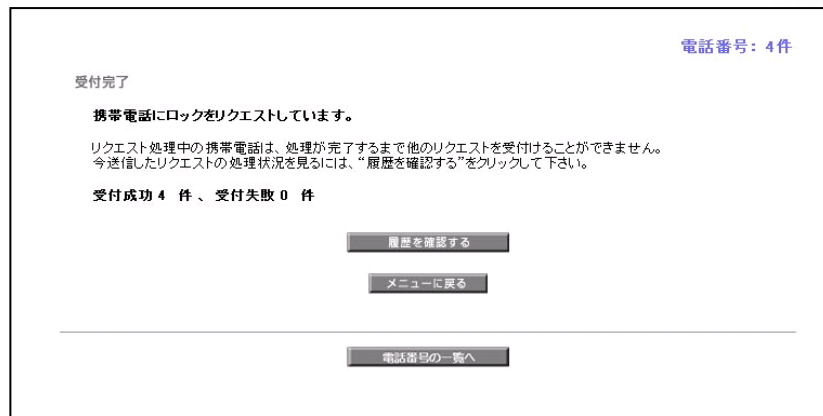 電話番号: 4件
受付完了
携帯電話にロックをリクエストしています。
リクエスト処理中の携帯電話は、処理が完了するまで他のリクエストを受付けることができません。
今送信したリクエストの処理状況を見るには、“履歴を確認する”をクリックして下さい。
受付成功 4 件 、 受付失敗 0 件
履歴を確認する
メニューに戻る
電話番号の一覧へ